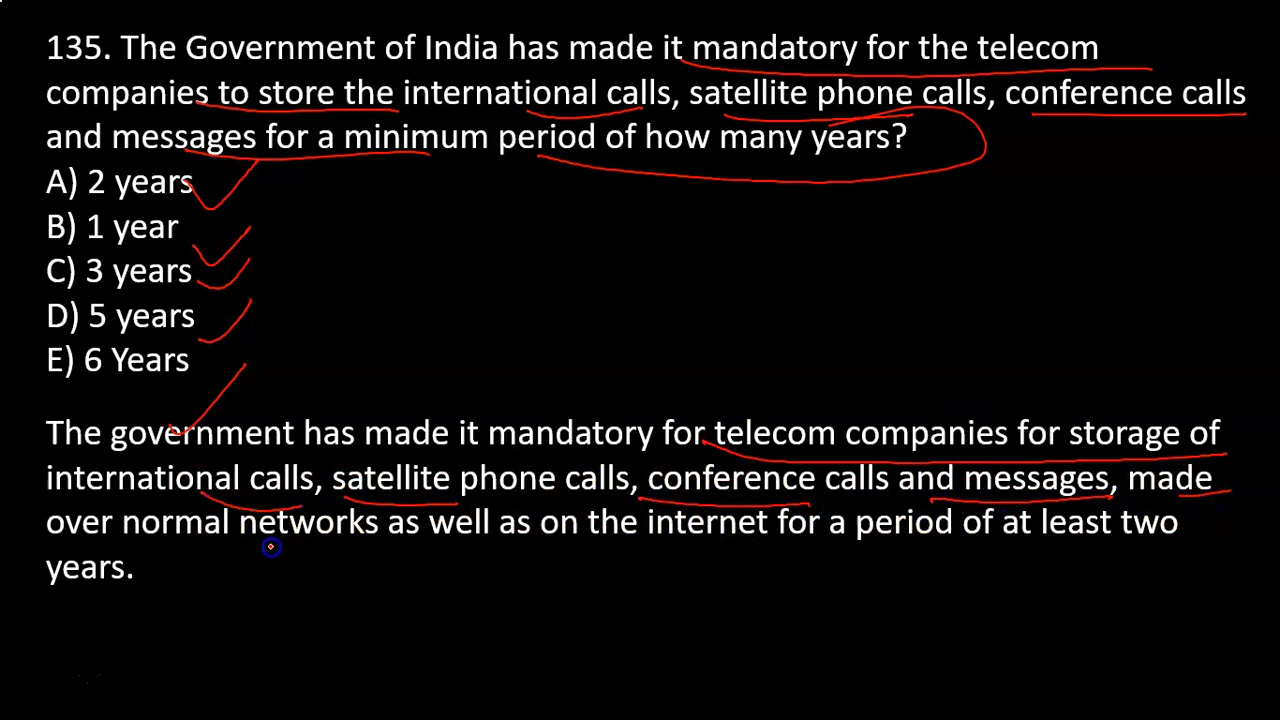 135. The Government of India has made it mandatory for the telecom
companies to store the international calls, satellite phone calls, conference calls
and messages for a minimum period of how many years?
A) 2 years
B) 1 year
C) 3 years
D) 5 years
E) 6 Years
The government has made it mandatory for telecom companies for storage of
international calls, satellite phone calls, conference calls and messages, made
over normal networks as well as on the internet for a period of at least two
years.